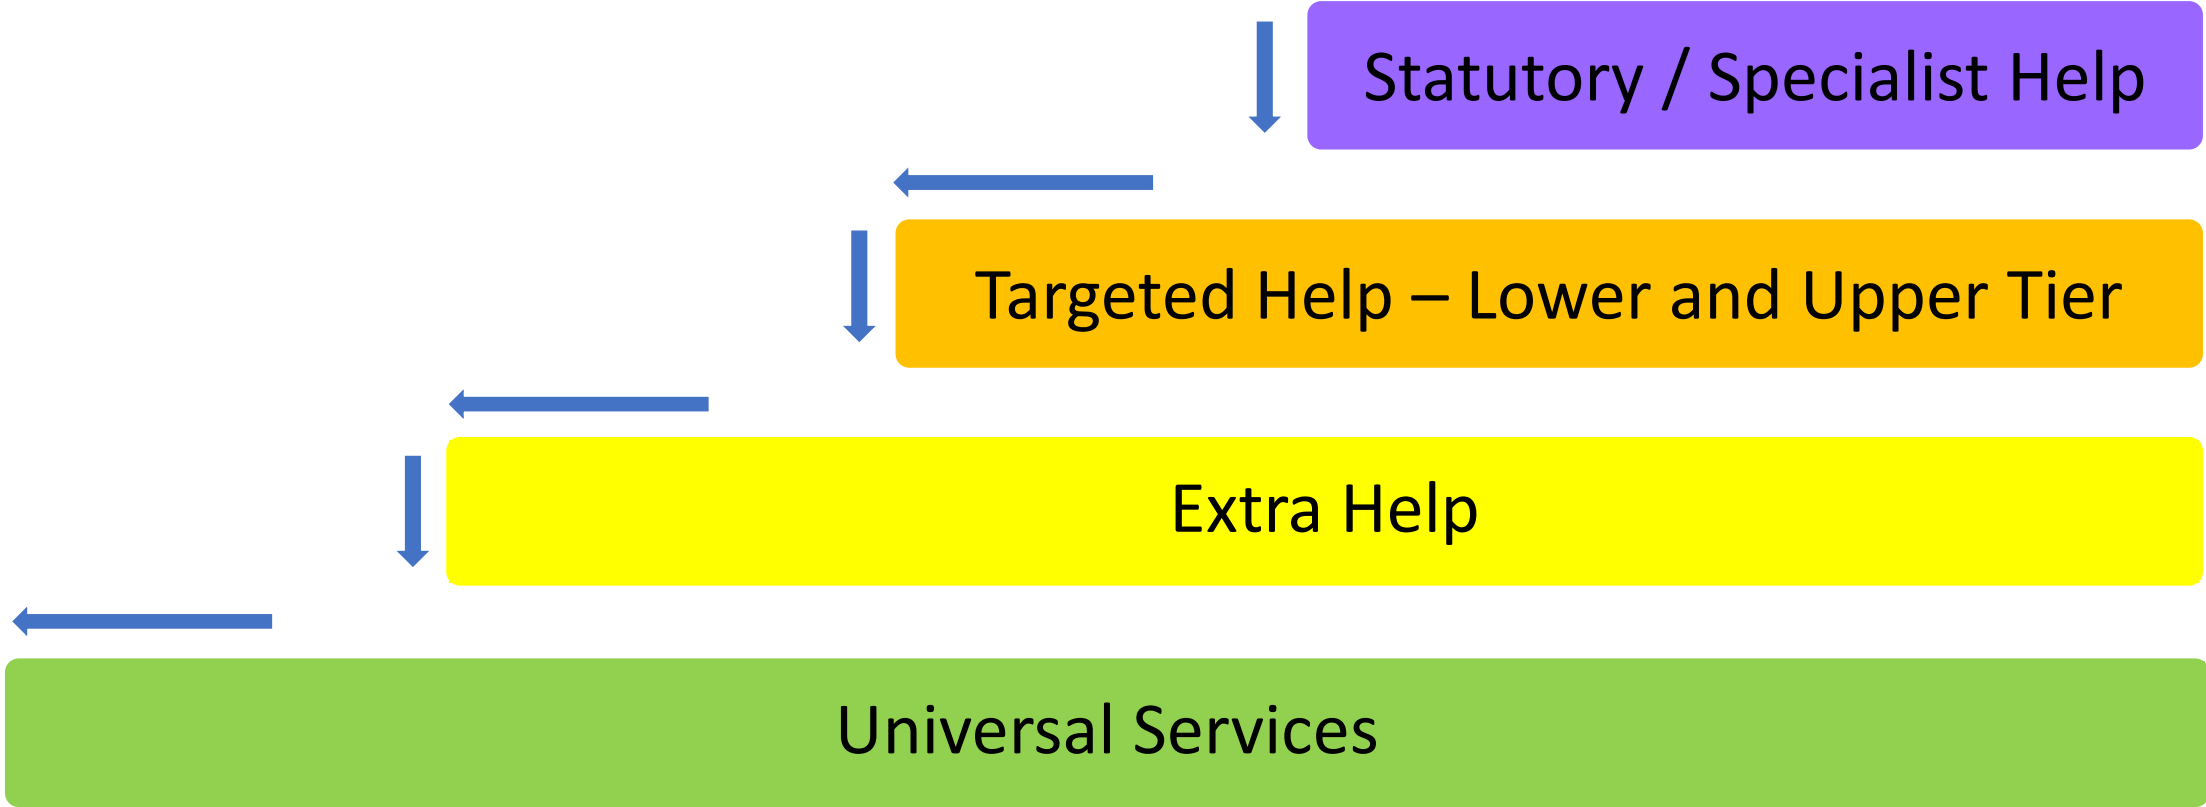 Statutory / Specialist Help
Targeted Help – Lower and Upper Tier
Extra Help
Universal Services